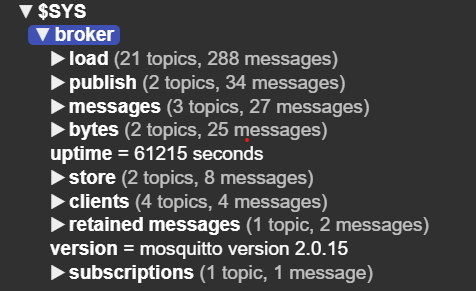 ▼ $SYS
▼ broker
▶ load (21 topics, 288 messages)
▶ publish (2 topics, 34 messages)
▶ messages (3 topics, 27 messages)
▶ bytes (2 topics, 25 messages)
uptime = 61215 seconds
▶ store (2 topics, 8 messages)
▶ clients (4 topics, 4 messages)
▶ retained messages (1 topic, 2 messages)
version = mosquitto version 2.0.15
▶ subscriptions (1 topic, 1 message)